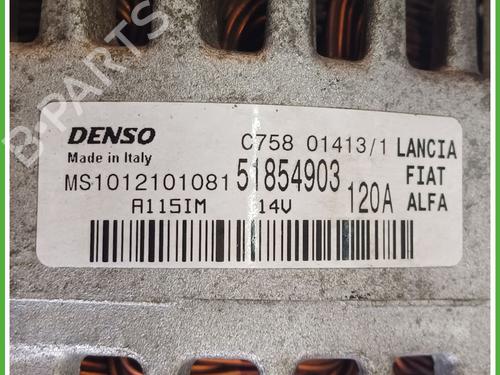 DENSO
C758 01413/1 LANCIA
Made in Italy
MS1012101081 51854903 FIAT
A115IM 14V 120A ALFA
B-PARTS